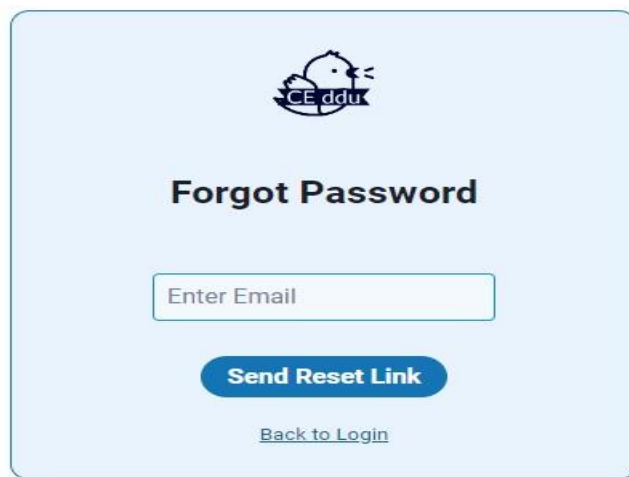 CE ddu
Forgot Password
Enter Email
Send Reset Link
Back to Login